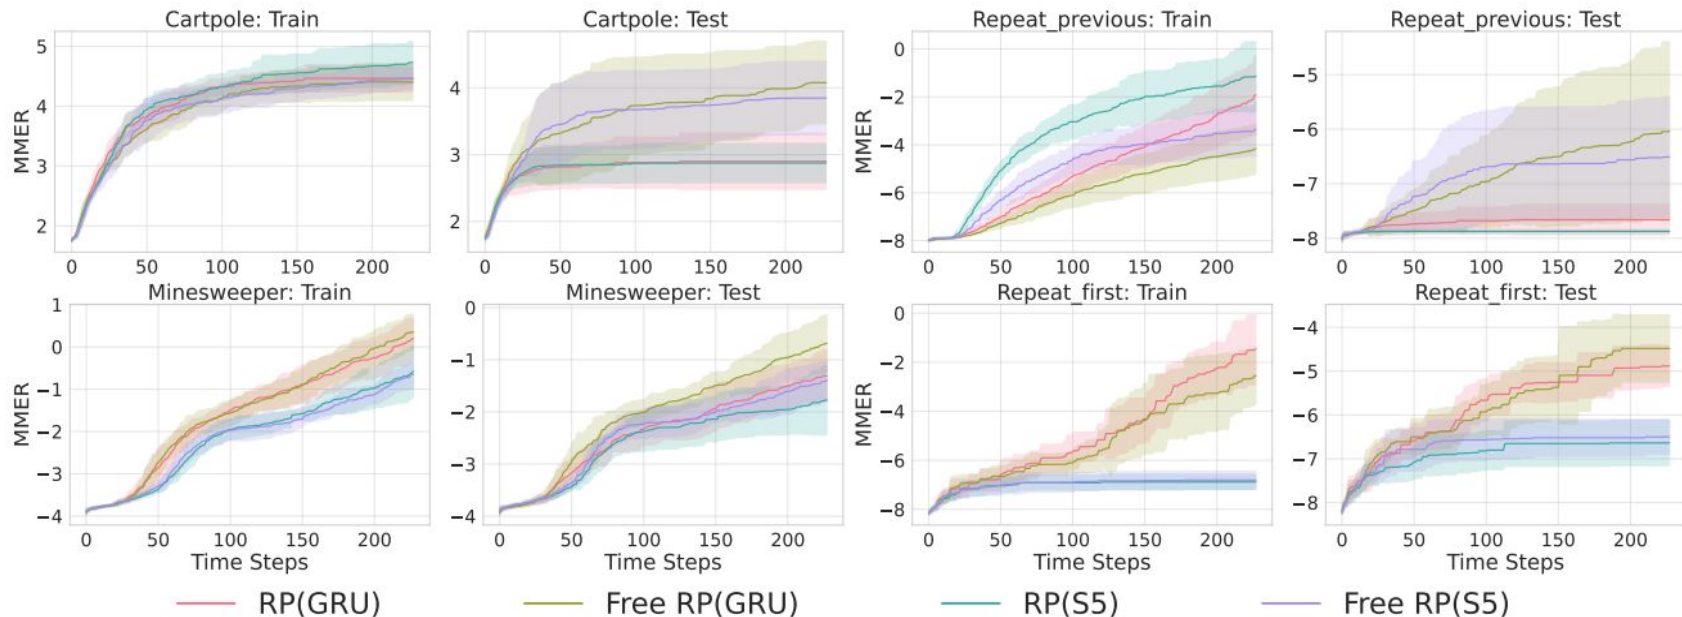 Cartpole: Train
Cartpole: Test
Repeat_previous: Train
Repeat_previous: Test
MMER
5
4
3
2
0 50 100 150 200
4
3
2
0 50 100 150 200
MMER
0
−2
−4
−6
−8
0 50 100 150 200
−5
−6
−7
−8
0 50 100 150 200
Minesweeper: Train
Minesweeper: Test
Repeat_first: Train
Repeat_first: Test
MMER
1
0
−1
−2
−3
−4
0 50 100 150 200
Time Steps
0
−1
−2
−3
−4
0 50 100 150 200
Time Steps
MMER
0
−2
−4
−6
−8
0 50 100 150 200
Time Steps
−4
−5
−6
−7
−8
0 50 100 150 200
Time Steps
RP(GRU) Free RP(GRU) RP(S5) Free RP(S5)